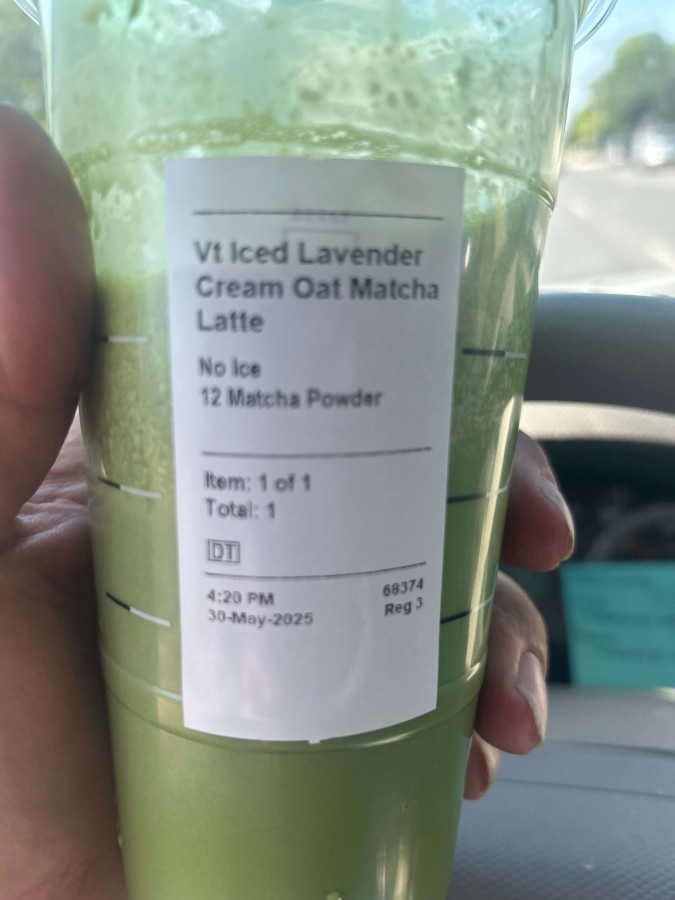 Vt Iced Lavender
Cream Oat Matcha
Latte
No Ice
12 Matcha Powder
Item: 1 of 1
Total: 1
DT
4:20 PM 68374
30-May-2025 Reg 3